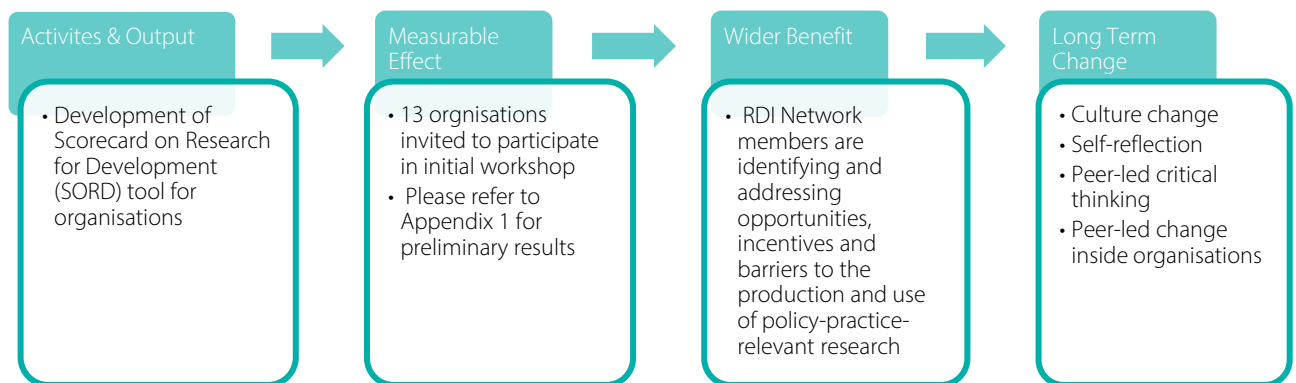 Activites & Output
• Development of
Scorecard on Research
for Development
(SORD) tool for
organisations
Measurable
Effect
• 13 orgnisations
invited to participate
in initial workshop
• Please refer to
Appendix 1 for
preliminary results
Wider Benefit
• RDI Network
members are
identifying and
addressing
opportunities,
incentives and
barriers to the
production and use
of policy-practice-
relevant research
Long Term
Change
• Culture change
• Self-reflection
• Peer-led critical
thinking
• Peer-led change
inside organisations